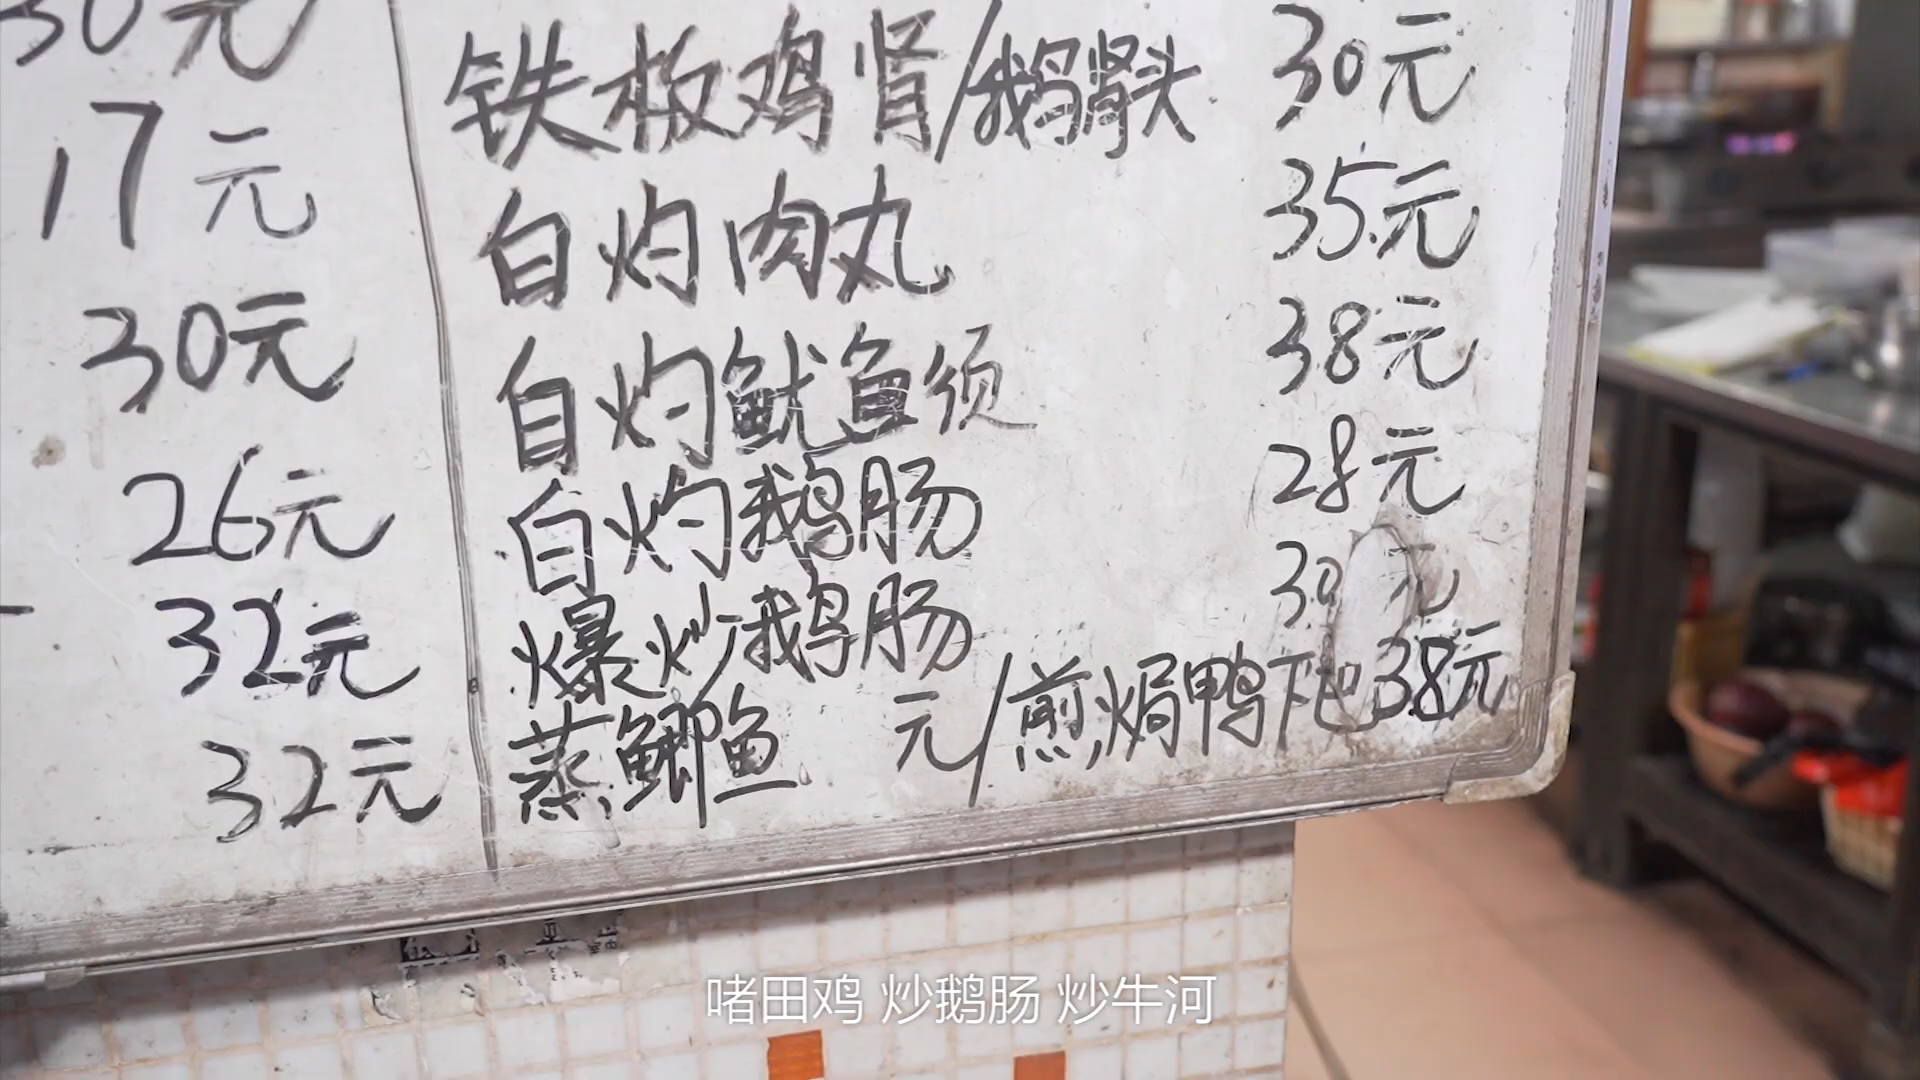 30元
17元
30元
26元
32元
32元
铁板鸡肾/鹅肾头 30元
白灼肉丸 35元
白灼鱿鱼须 38元
白灼鹅肠 28元
爆炒鹅肠 30元
蒸鲫鱼 元/煎焗鸭下巴 38元
啫田鸡 炒鹅肠 炒牛河